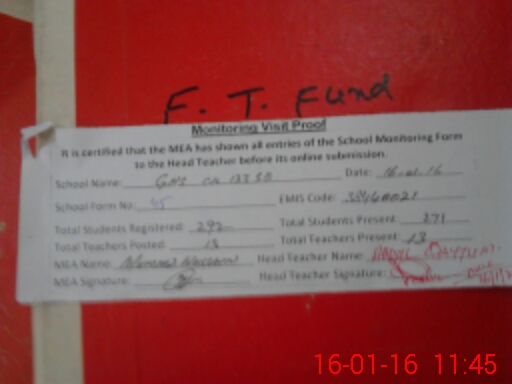 F. T. Fund
Monitoring Visit Proof
It is certified that the MEA has shown all entries of the School Monitoring Form
to the Head Teacher before its online submission.
School Name: Date: 16-01-16
School Form No: 45 EMIS Code:
Total Students Registered: 292 Total Students Present: 271
Total Teachers Posted: 13 Total Teachers Present: 13
MEA Name: Head Teacher Name:
MEA Signature: Head Teacher Signature:
16-01-16 11:45